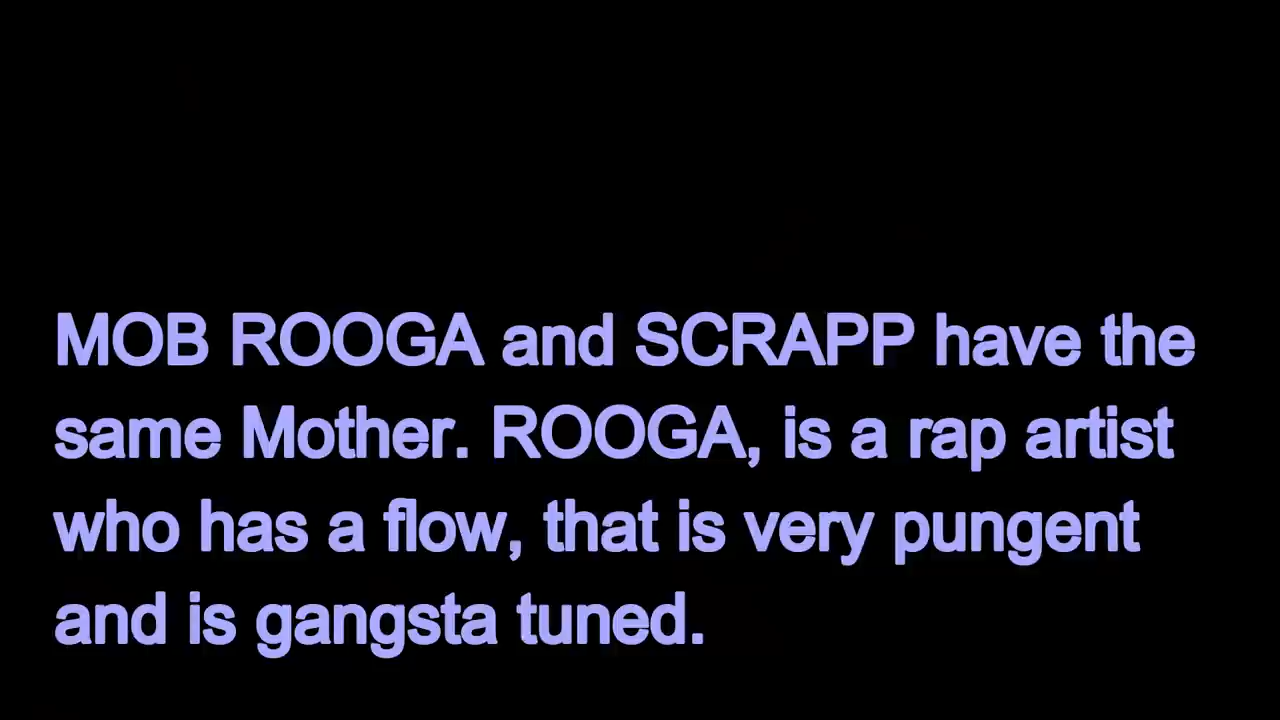 MOB ROOGA and SCRAPP have the
same Mother. ROOGA, is a rap artist
who has a flow, that is very pungent
and is gangsta tuned.